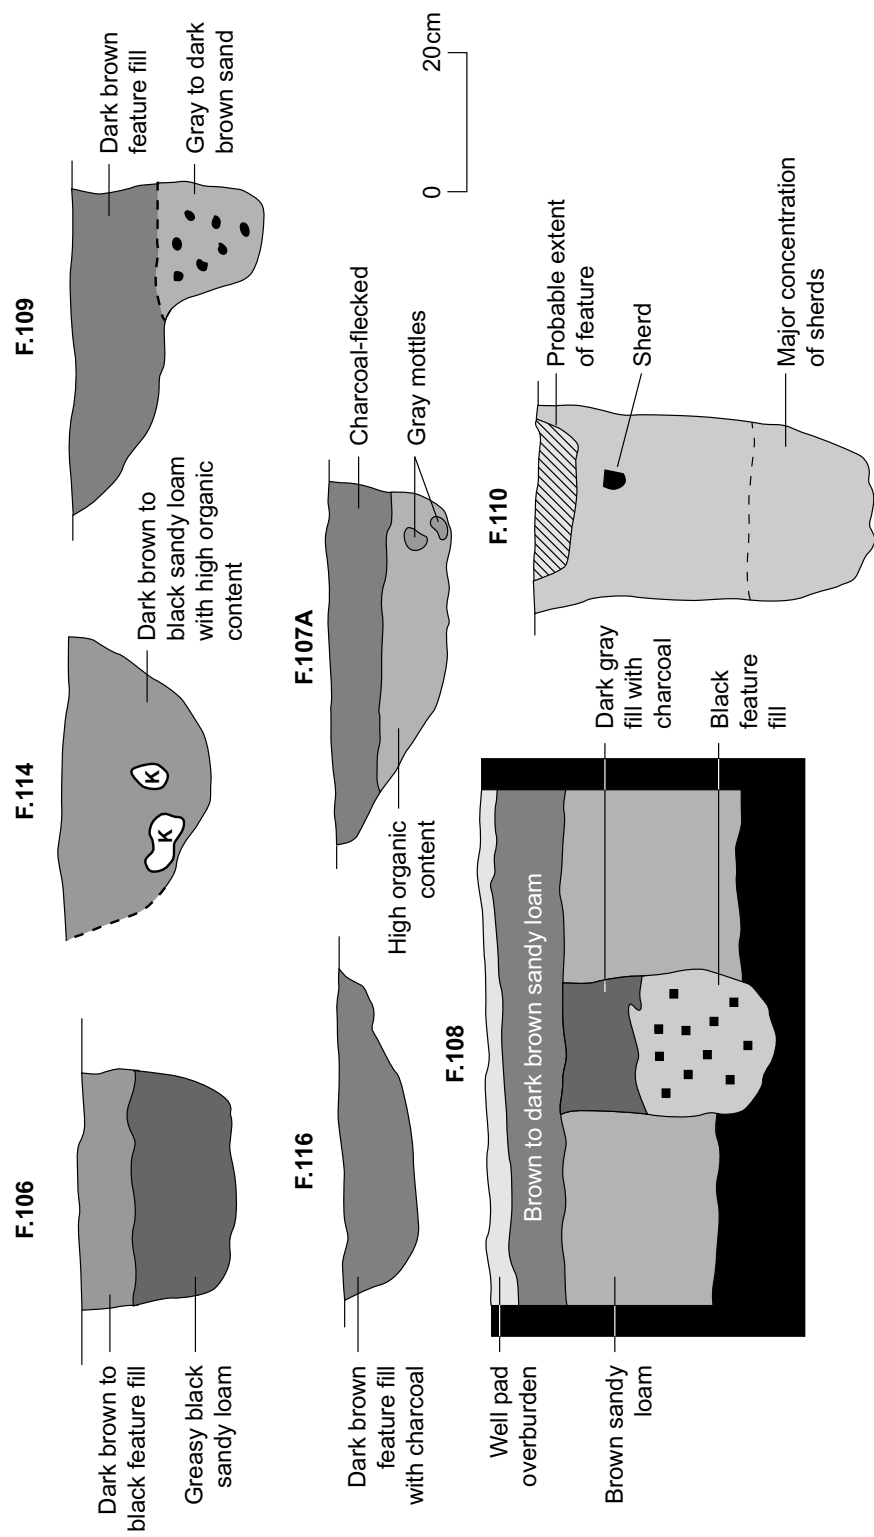 F.106
Dark brown to
black feature fill
Greasy black
sandy loam
F.114
K
K
Dark brown to
black sandy loam
with high organic
content
F.109
Dark brown
feature fill
Gray to dark
brown sand
F.116
Dark brown
feature fill
with charcoal
F.107A
High organic
content
Charcoal-flecked
Gray mottles
0
20cm
F.108
Well pad
overburden
Brown sandy
loam
Brown to dark brown sandy loam
Dark gray
fill with
charcoal
Black
feature
fill
F.110
Probable extent
of feature
Sherd
Major concentration
of sherds